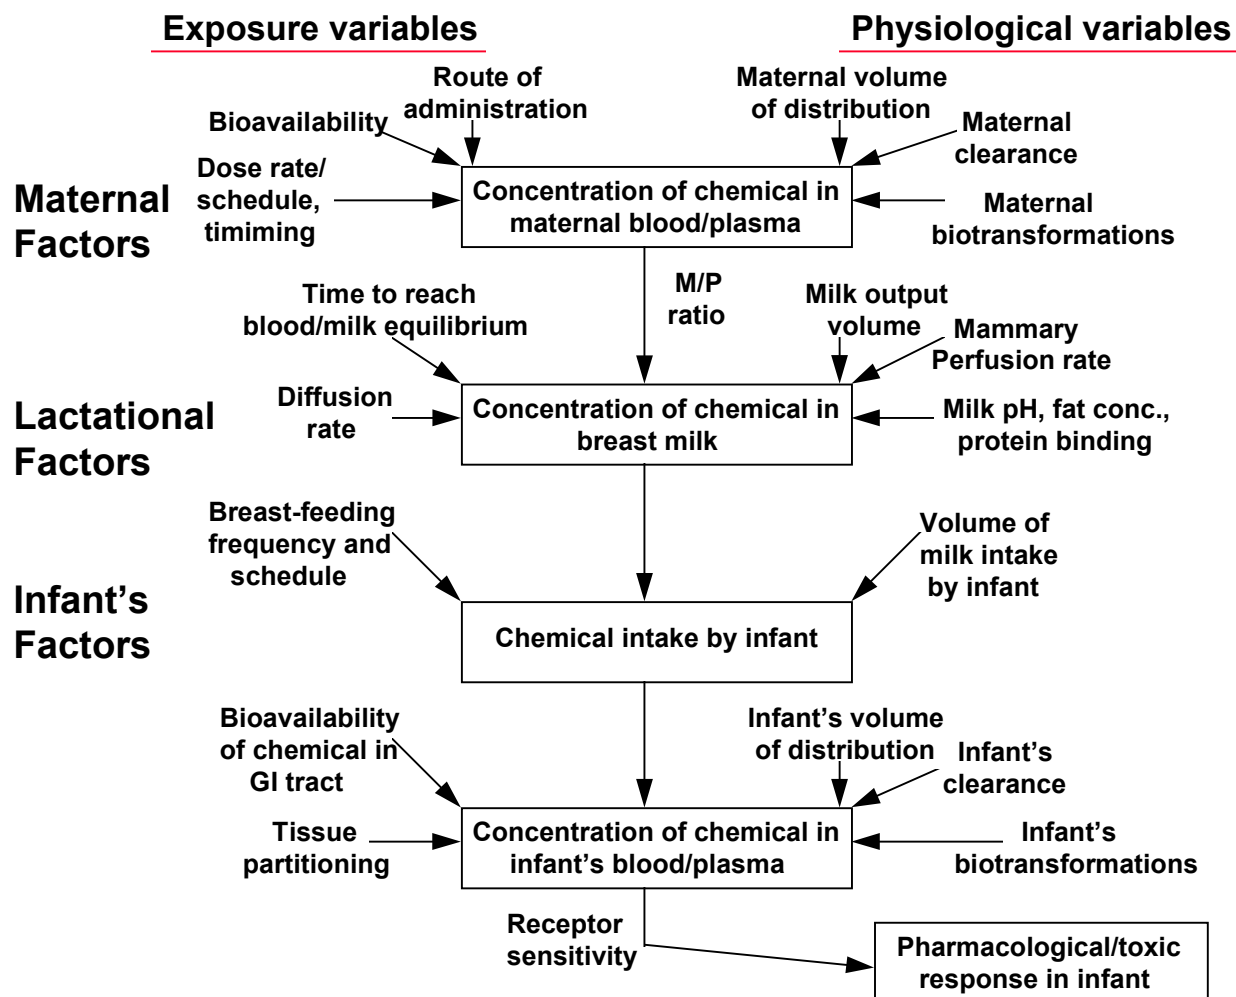 Exposure variables
Physiological variables
Route of
administration
Maternal volume
of distribution
Bioavailability
Maternal
clearance
Dose rate/
schedule,
timiming
Maternal
Factors
Concentration of chemical in
maternal blood/plasma
Maternal
biotransformations
M/P
ratio
Time to reach
blood/milk equilibrium
Milk output
volume
Mammary
Perfusion rate
Diffusion
rate
Lactational
Factors
Concentration of chemical in
breast milk
Milk pH, fat conc.,
protein binding
Breast-feeding
frequency and
schedule
Volume of
milk intake
by infant
Infant’s
Factors
Chemical intake by infant
Bioavailability
of chemical in
GI tract
Infant’s volume
of distribution
Infant’s
clearance
Tissue
partitioning
Concentration of chemical in
infant’s blood/plasma
Infant’s
biotransformations
Receptor
sensitivity
Pharmacological/toxic
response in infant